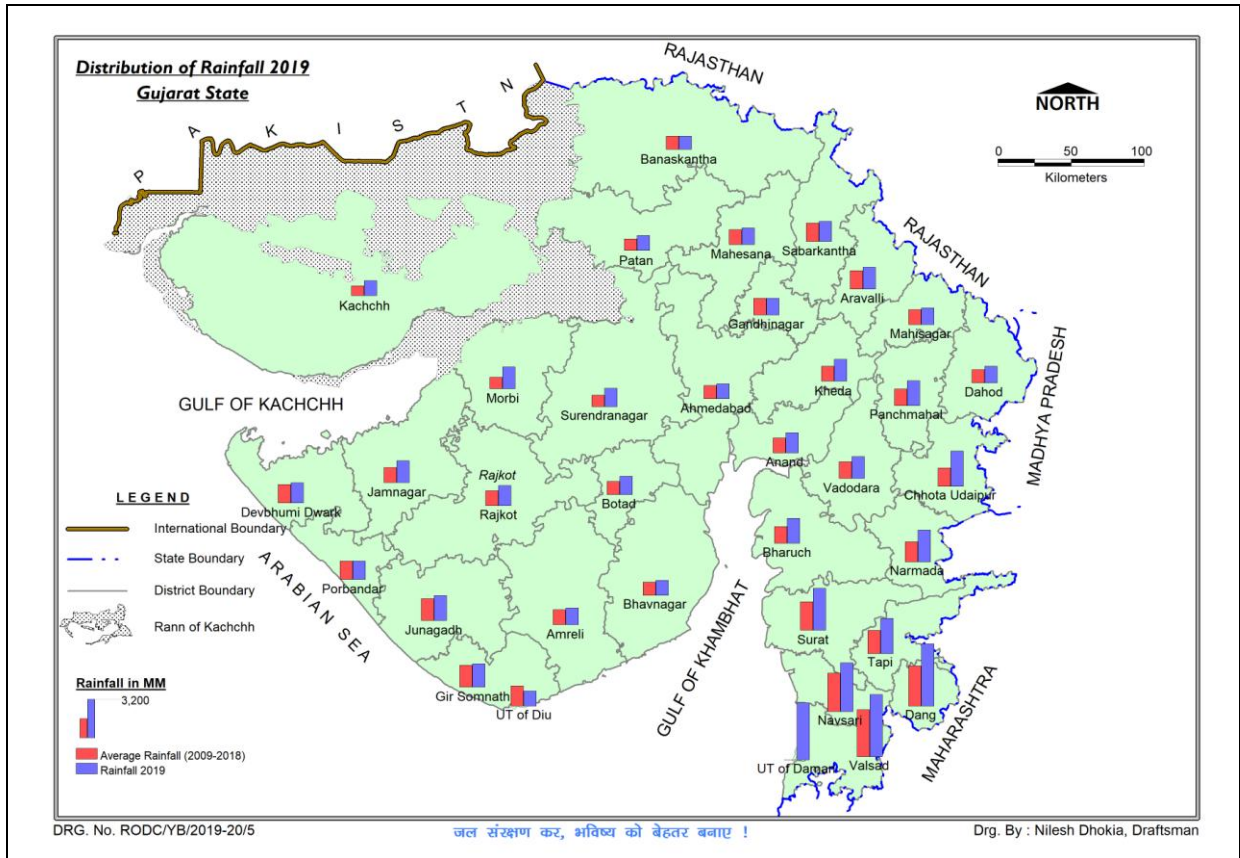 Distribution of Rainfall 2019
Gujarat State
PAKISTN
RAJASTHAN
NORTH
0 50 100
Kilometers
Banaskantha
RAJASTHAN
Patan
Mahesana
Sabarkantha
Kachchh
Aravalli
Gandhinagar
Mahisagar
MADHYA PRADESH
GULF OF KACHCHH
Morbi
Surendranagar
Ahmedabad
Kheda
Panchmahal
Dahod
Anand
Jamnagar
Rajkot
Rajkot
Botad
Vadodara
Chhota Udaipur
Devbhumi Dwark
LEGEND
International Boundary
State Boundary
District Boundary
Rann of Kachchh
ARABIAN SEA
Bharuch
Narmada
Porbandar
Bhavnagar
GULF OF KHAMBHAT
Junagadh
Amreli
Surat
Tapi
Gir Somnath
UT of Diu
Navsari
Dang
MAHARASHTRA
Rainfall in MM
3,200
Average Rainfall (2009-2018)
Rainfall 2019
UT of Daman
Valsad
DRG. No. RODC/YB/2019-20/5
जल संरक्षण कर, भविष्य को बेहतर बनाए !
Drg. By : Nilesh Dhokia, Draftsman